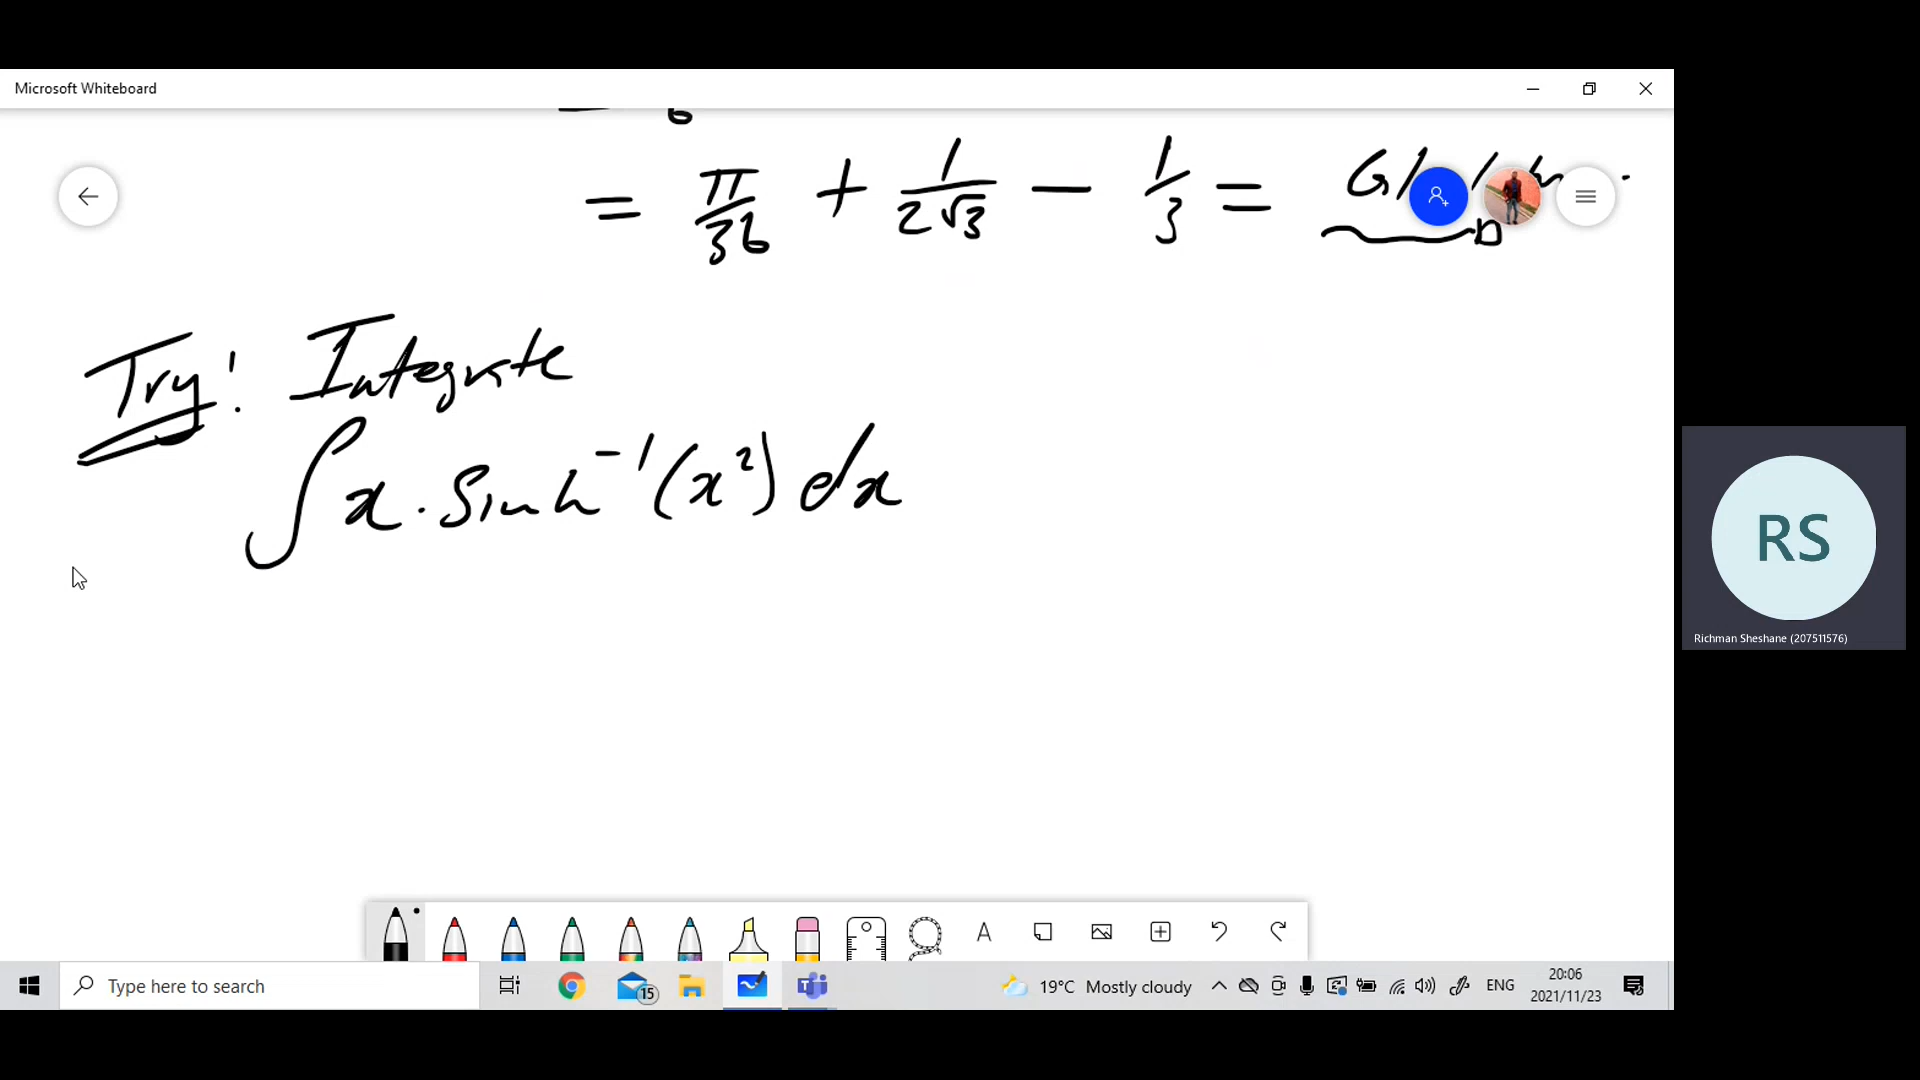 Microsoft Whiteboard
= π/36 + 1/2√3 − 1/3 =
Try! Integrate
∫ x · Sinh⁻¹(x²) dx
RS
Richman Sheshane (207511576)
A
Type here to search
15
19°C Mostly cloudy
ENG
20:06
2021/11/23